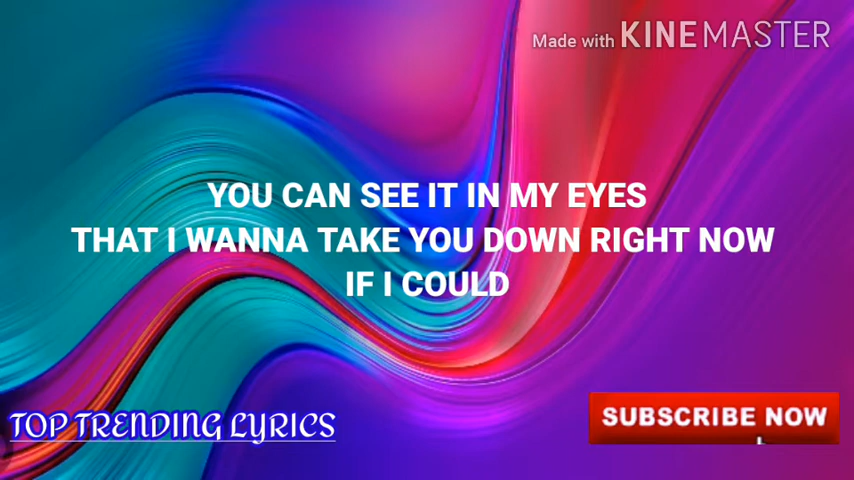 Made with KINEMASTER
YOU CAN SEE IT IN MY EYES
THAT I WANNA TAKE YOU DOWN RIGHT NOW
IF I COULD
TOP TRENDING LYRICS
SUBSCRIBE NOW